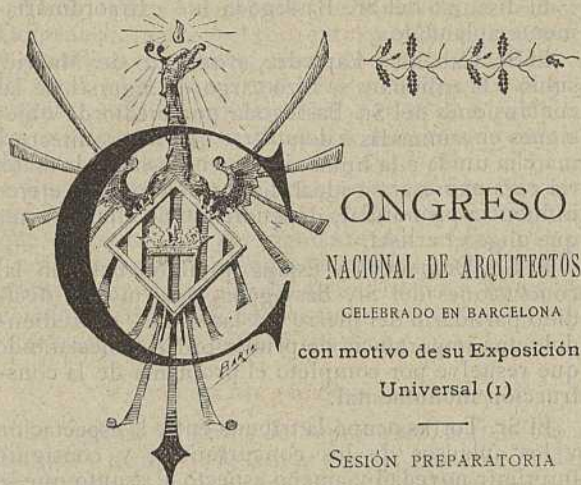 CONGRESO
NACIONAL DE ARQUITECTOS
CELEBRADO EN BARCELONA
con motivo de su Exposición
Universal (1)
SESIÓN PREPARATORIA